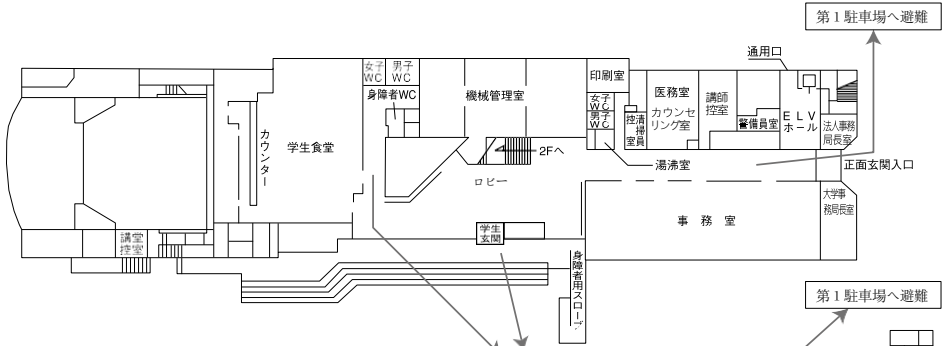 第１駐車場へ避難
通用口
女子
WC
男子
WC
身障者WC
機械管理室
印刷室
女子
WC
男子
WC
清掃員
控室
医務室
カウンセ
リング室
講師
控室
警備員室
ＥＬＶ
ホール
法人事務
局長室
カウンター
学生食堂
2Fへ
ロビー
湯沸室
正面玄関入口
大学事
務局長室
事務室
学生
玄関
講堂
控室
身障者用スロープ
第１駐車場へ避難